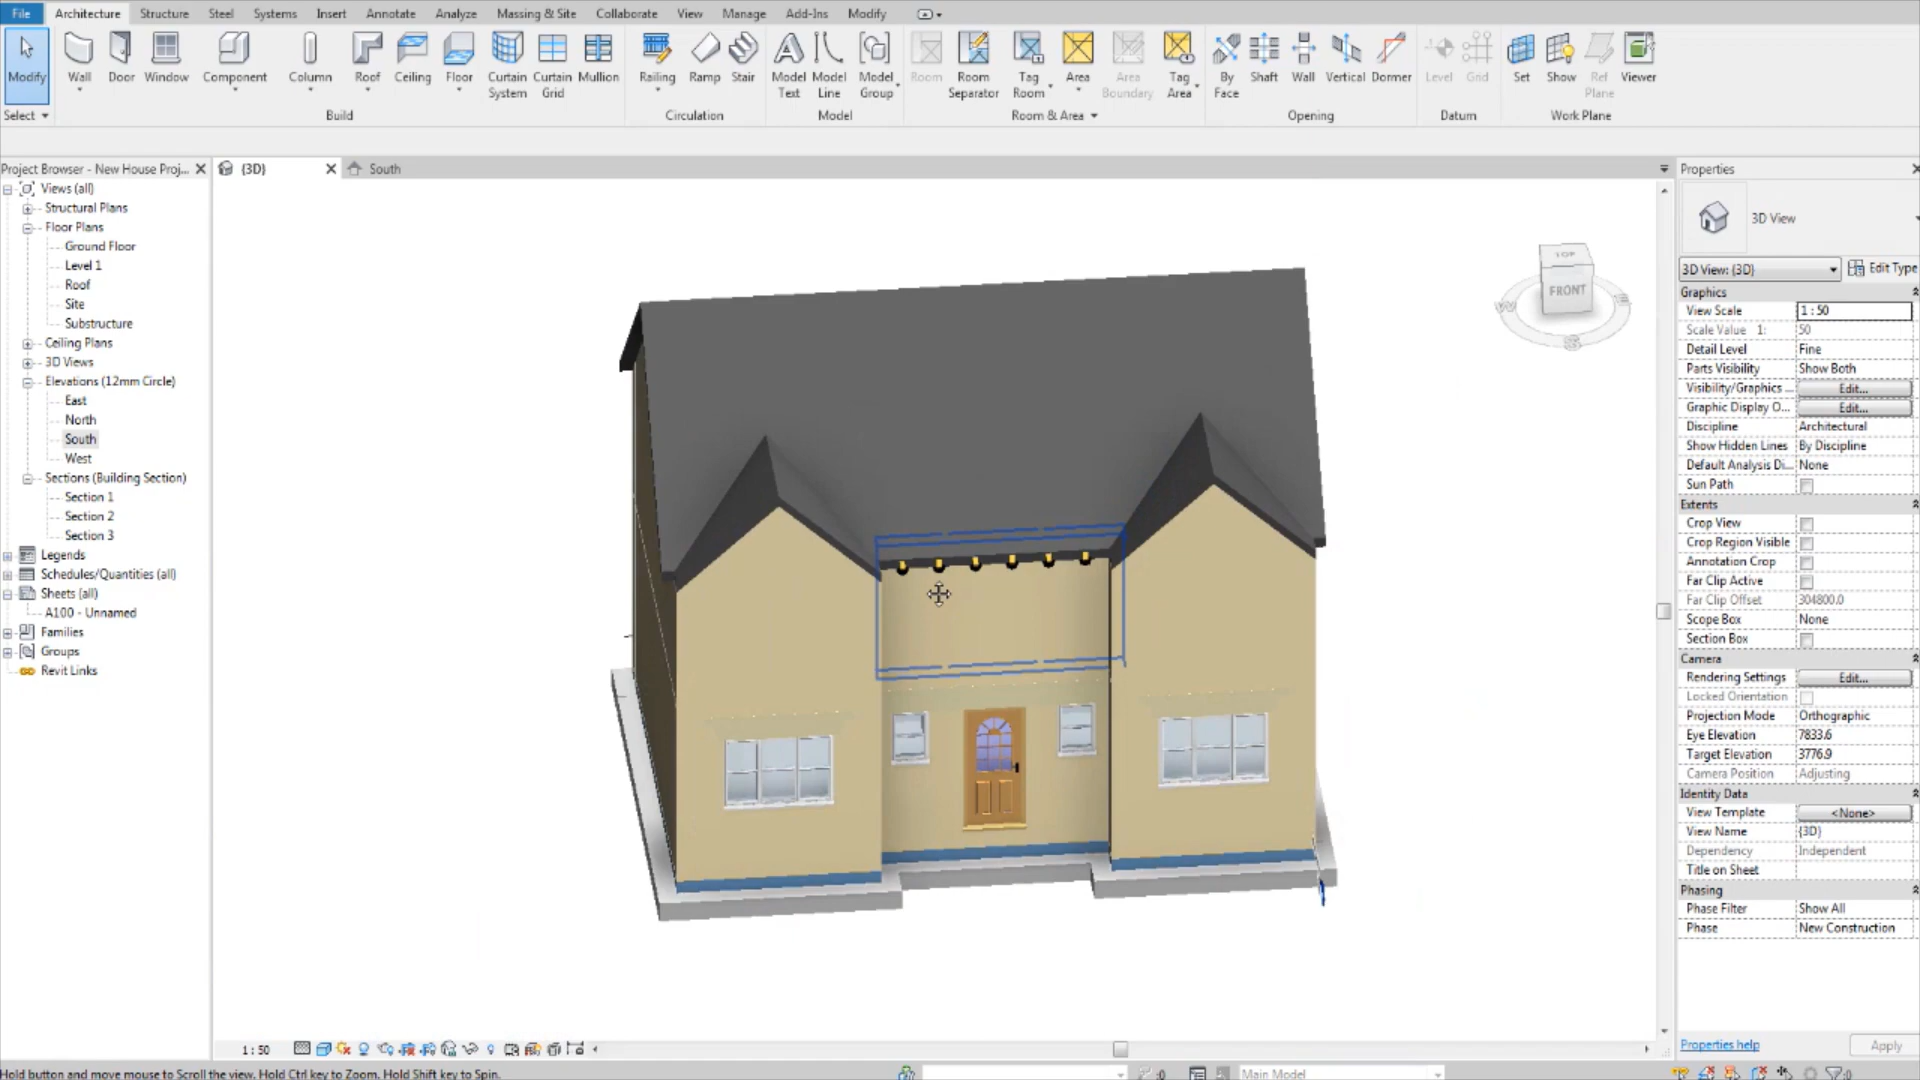 File Architecture Structure Steel Systems Insert Annotate Analyze Massing & Site Collaborate View Manage Add-Ins Modify
Modify Wall Door Window Component Column Roof Ceiling Floor Curtain System Curtain Grid Mullion Railing Ramp Stair Model Text Model Line Model Group Room Room Separator Tag Room Area Area Boundary Tag Area By Face Shaft Wall Vertical Dormer Level Grid Set Show Ref Plane Viewer
Select Build Circulation Model Room & Area Opening Datum Work Plane
Project Browser - New House Proj...
{3D} South
Views (all)
Structural Plans
Floor Plans
Ground Floor
Level 1
Roof
Site
Substructure
Ceiling Plans
3D Views
Elevations (12mm Circle)
East
North
South
West
Sections (Building Section)
Section 1
Section 2
Section 3
Legends
Schedules/Quantities (all)
Sheets (all)
A100 - Unnamed
Families
Groups
Revit Links
TOP
FRONT
W
S
E
Properties
3D View
3D View: {3D} Edit Type
Graphics
View Scale 1 : 50
Scale Value 1: 50
Detail Level Fine
Parts Visibility Show Both
Visibility/Graphics ... Edit...
Graphic Display O... Edit...
Discipline Architectural
Show Hidden Lines By Discipline
Default Analysis Di... None
Sun Path
Extents
Crop View
Crop Region Visible
Annotation Crop
Far Clip Active
Far Clip Offset 304800.0
Scope Box None
Section Box
Camera
Rendering Settings Edit...
Locked Orientation
Projection Mode Orthographic
Eye Elevation 7833.6
Target Elevation 3776.9
Camera Position Adjusting
Identity Data
View Template <None>
View Name {3D}
Dependency Independent
Title on Sheet
Phasing
Phase Filter Show All
Phase New Construction
Properties help Apply
1 : 50
Hold button and move mouse to Scroll the view. Hold Ctrl key to Zoom. Hold Shift key to Spin.
:0 Main Model :0